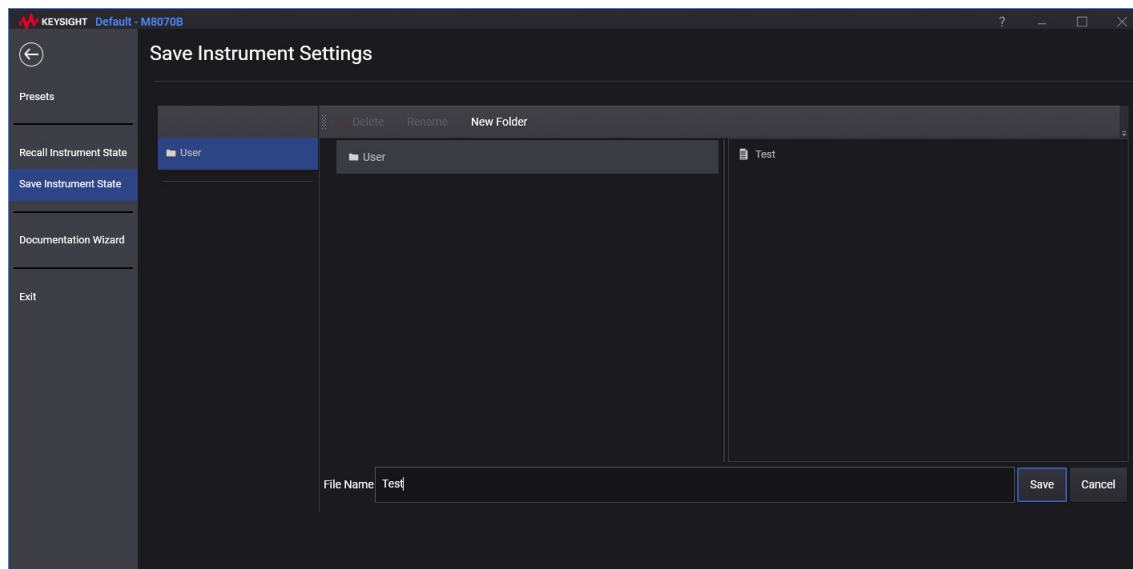 KEYSIGHT Default - M8070B ?
Save Instrument Settings
Presets
Recall Instrument State
Save Instrument State
Documentation Wizard
Exit
Delete Rename New Folder
User
User
Test
File Name Test
Save Cancel